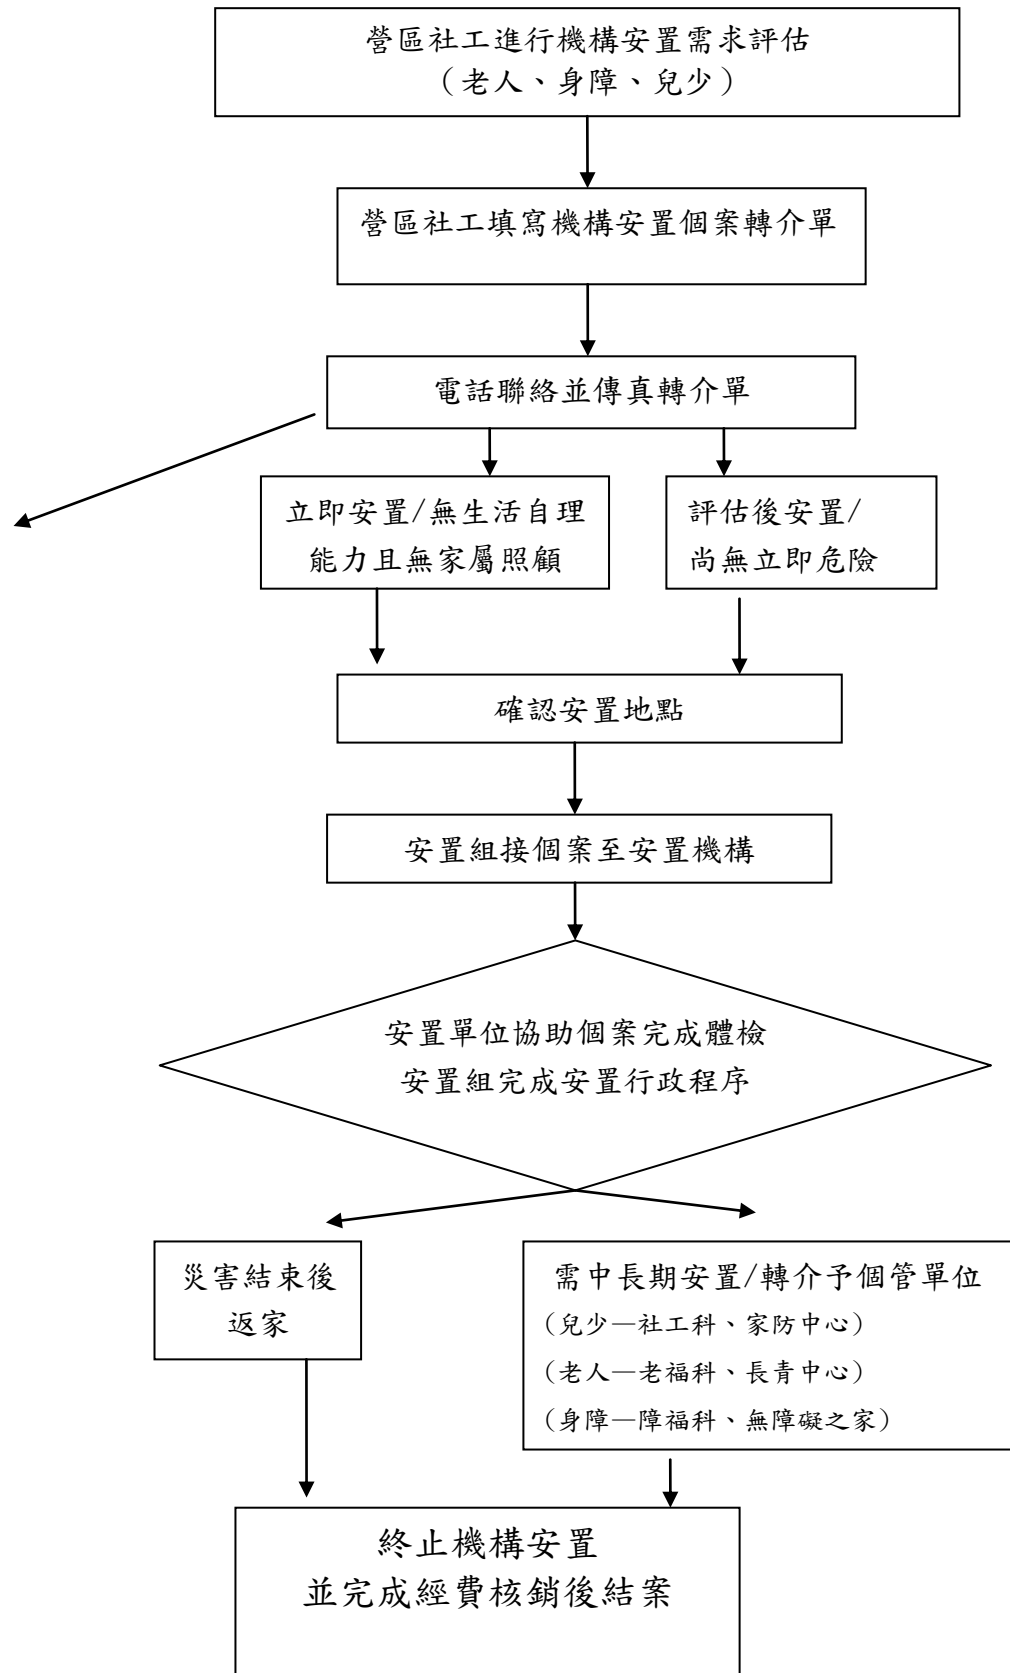 營區社工進行機構安置需求評估
（老人、身障、兒少）
營區社工填寫機構安置個案轉介單
電話聯絡並傳真轉介單
立即安置/無生活自理
能力且無家屬照顧
評估後安置/
尚無立即危險
確認安置地點
安置組接個案至安置機構
安置單位協助個案完成體檢
安置組完成安置行政程序
災害結束後
返家
需中長期安置/轉介予個管單位
（兒少—社工科、家防中心）
（老人—老福科、長青中心）
（身障—障福科、無障礙之家）
終止機構安置
並完成經費核銷後結案